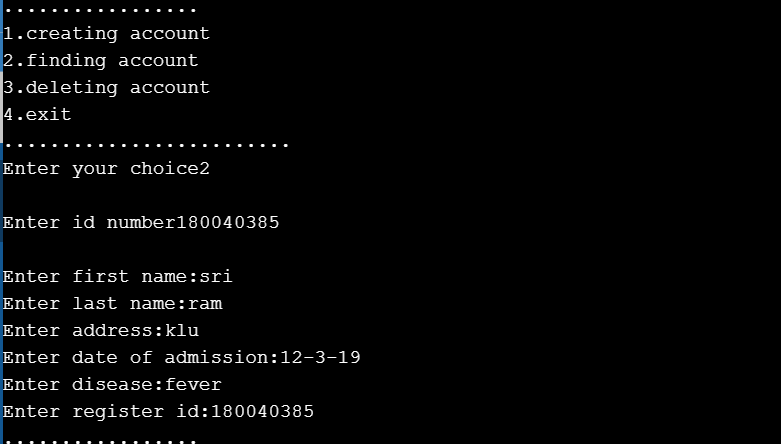 .................
1.creating account
2.finding account
3.deleting account
4.exit
.........................
Enter your choice2
Enter id number180040385
Enter first name:sri
Enter last name:ram
Enter address:klu
Enter date of admission:12-3-19
Enter disease:fever
Enter register id:180040385
.................